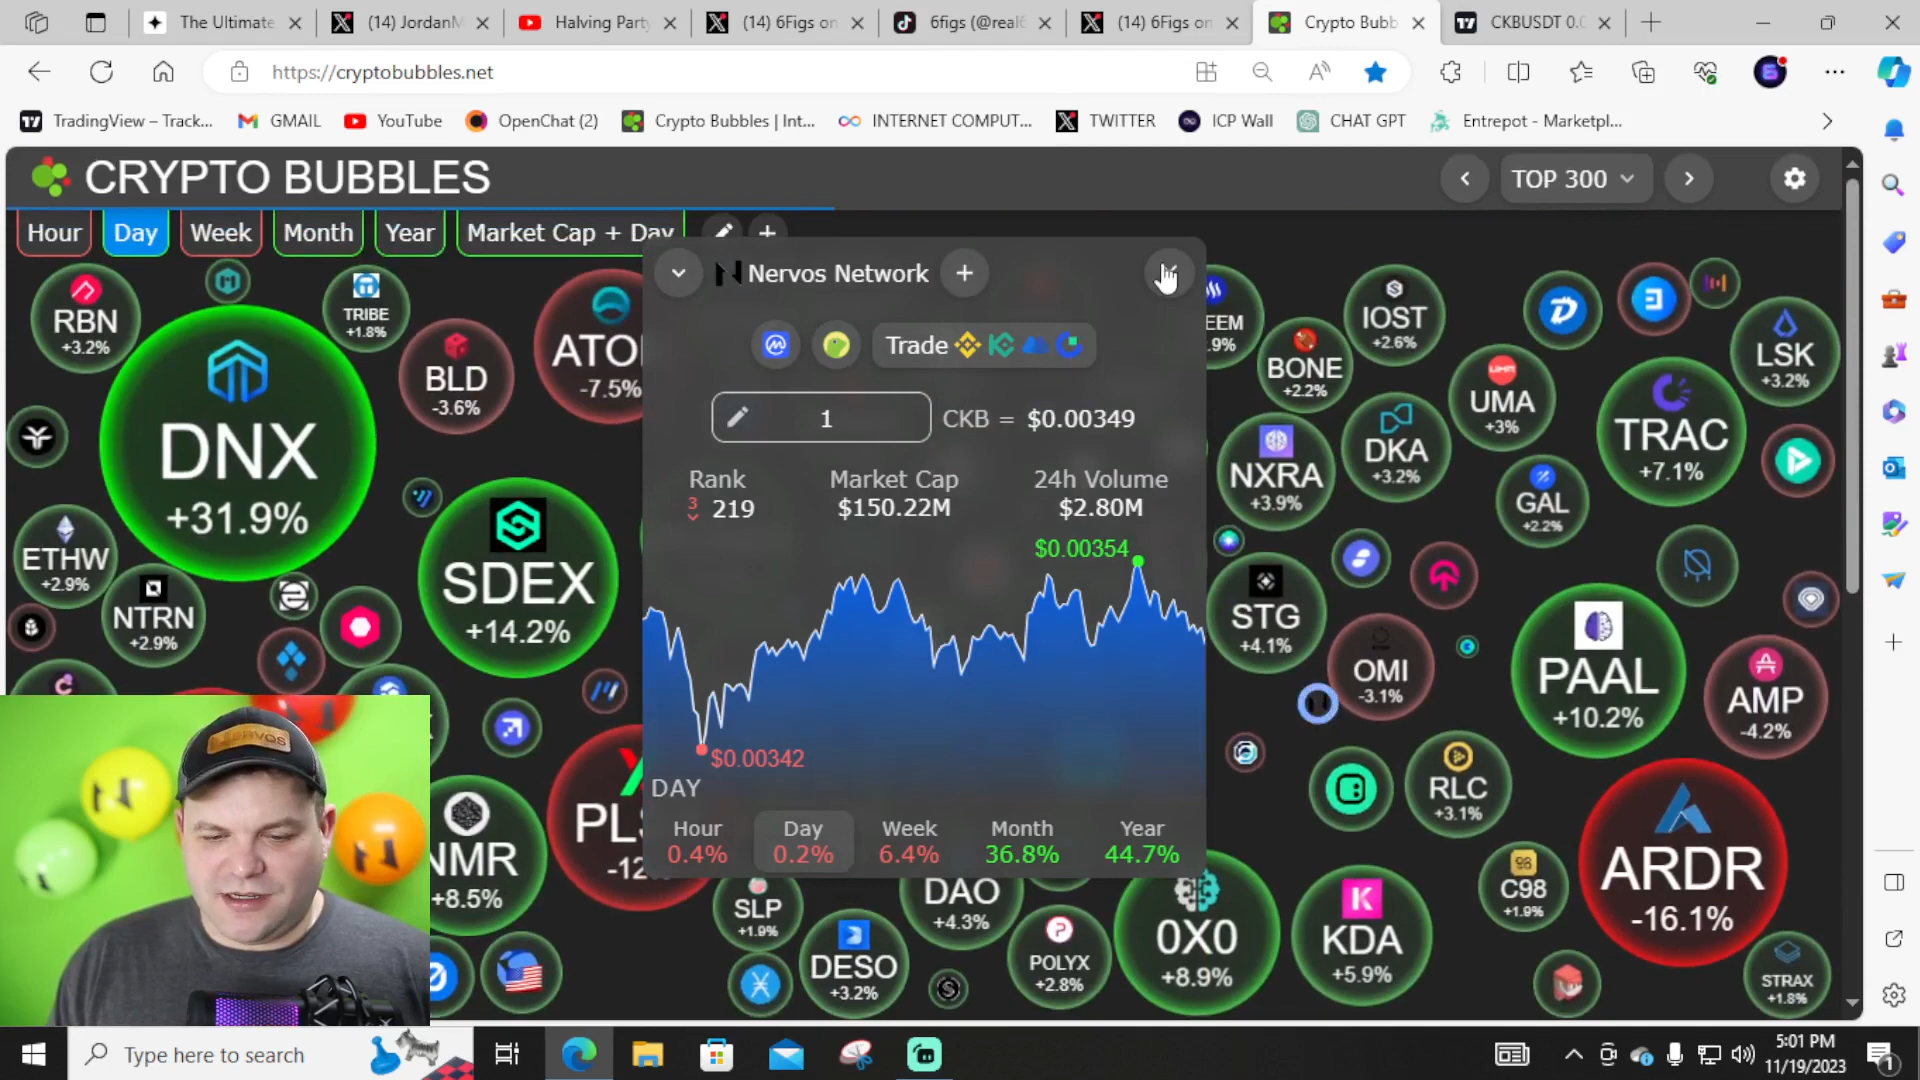 The Ultimate
(14) JordanM
Halving Party
(14) 6Figs on
6figs (@real6
(14) 6Figs on
Crypto Bubb
CKBUSDT 0.0
https://cryptobubbles.net
TradingView – Track...
GMAIL
YouTube
OpenChat (2)
Crypto Bubbles | Int...
INTERNET COMPUT...
TWITTER
ICP Wall
CHAT GPT
Entrepot - Marketpl...
CRYPTO BUBBLES
TOP 300
Hour
Day
Week
Month
Year
Market Cap + Day
Nervos Network
Trade
1
CKB = $0.00349
Rank
3
219
Market Cap
$150.22M
24h Volume
$2.80M
$0.00354
$0.00342
DAY
Hour
0.4%
Day
0.2%
Week
6.4%
Month
36.8%
Year
44.7%
RBN
+3.2%
TRIBE
+1.8%
DNX
+31.9%
BLD
-3.6%
ATO
-7.5%
ETHW
+2.9%
NTRN
+2.9%
SDEX
+14.2%
NMR
+8.5%
PLS
-12
SLP
+1.9%
DESO
+3.2%
DAO
+4.3%
POLYX
+2.8%
0X0
+8.9%
KDA
+5.9%
EEM
.9%
BONE
+2.2%
IOST
+2.6%
UMA
+3%
LSK
+3.2%
TRAC
+7.1%
NXRA
+3.9%
DKA
+3.2%
GAL
+2.2%
STG
+4.1%
OMI
-3.1%
PAAL
+10.2%
AMP
-4.2%
RLC
+3.1%
C98
+1.9%
ARDR
-16.1%
STRAX
+1.8%
NERVOS
Type here to search
5:01 PM
11/19/2023
1